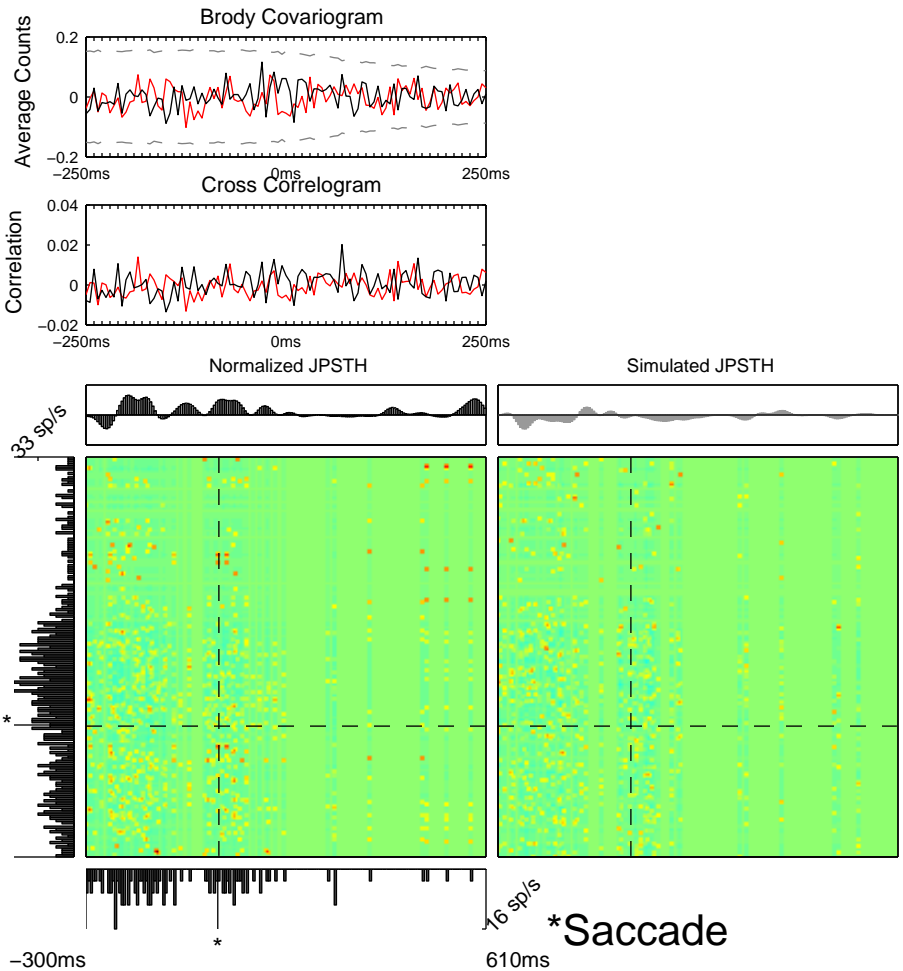 Brody Covariogram
Average Counts
0.2
0
−0.2
−250ms
0ms
250ms
Cross Correlogram
Correlation
0.04
0.02
0
−0.02
−250ms
0ms
250ms
Normalized JPSTH
Simulated JPSTH
33 sp/s
*
*
16 sp/s
*Saccade
−300ms
610ms